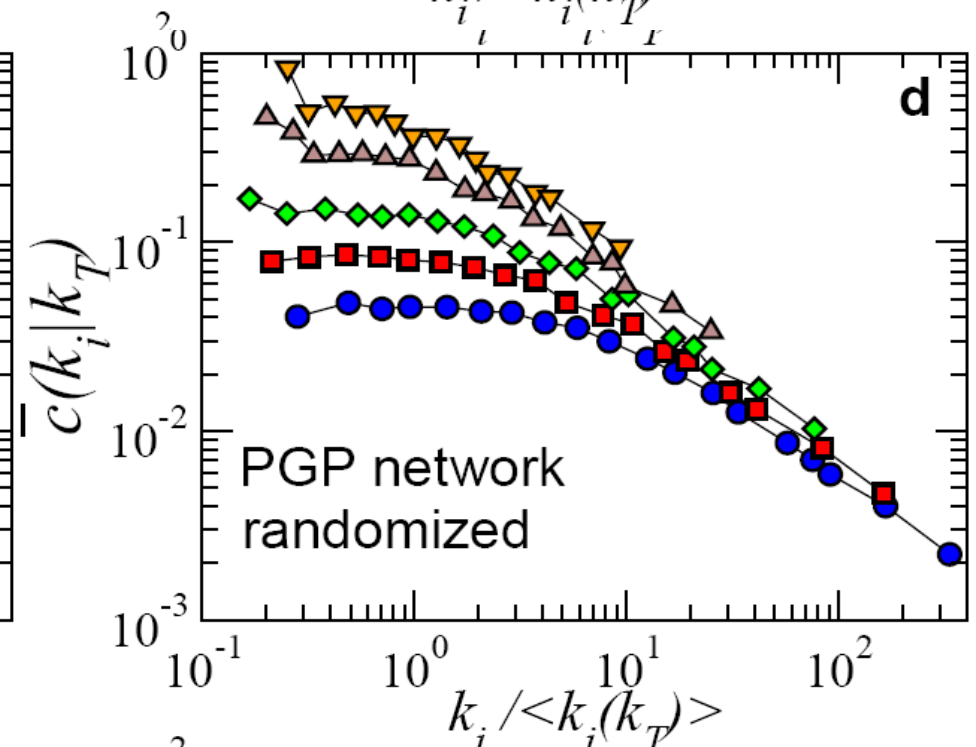 10^0
d
10^-1
c̅(k_i|k_T)
10^-2
PGP network
randomized
10^-3
10^-1 10^0 10^1 10^2
k_i/<k_i(k_T)>